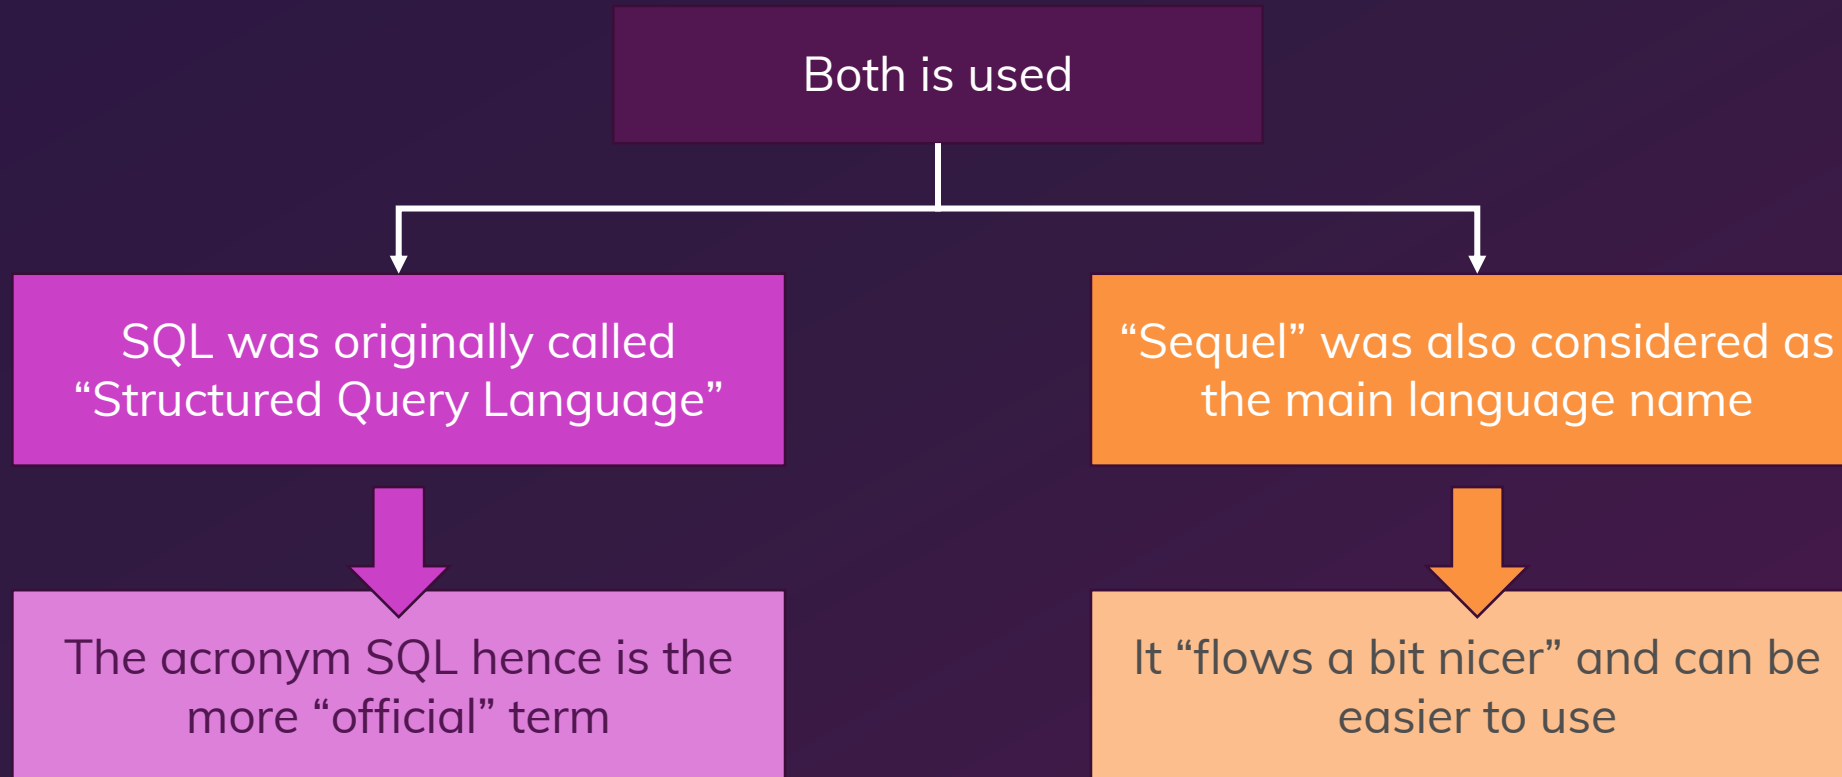 Both is used
SQL was originally called
“Structured Query Language”
“Sequel” was also considered as
the main language name
The acronym SQL hence is the
more “official” term
It “flows a bit nicer” and can be
easier to use